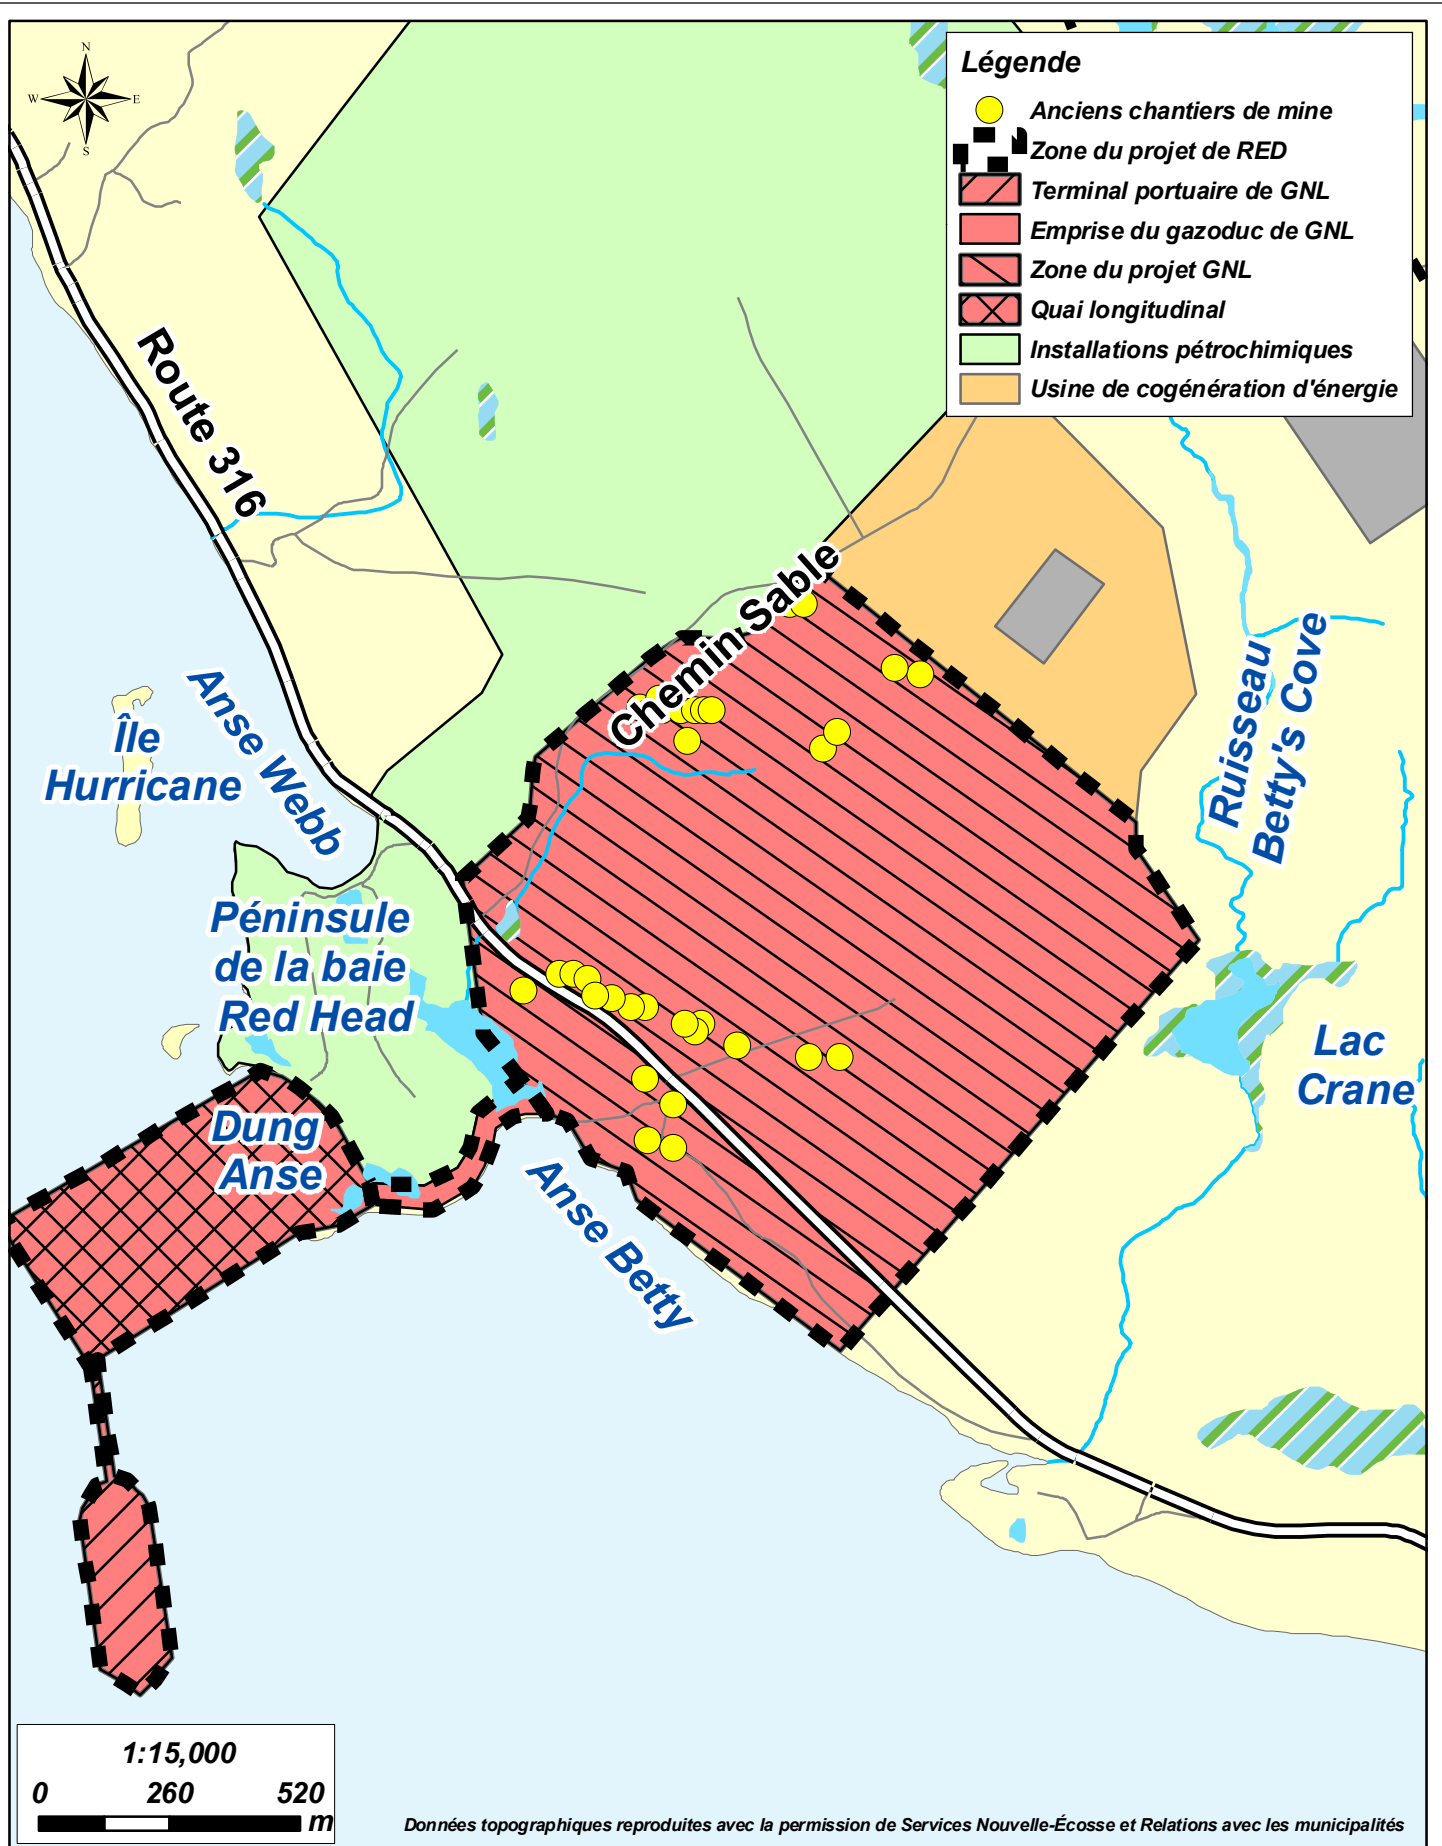 N
W
E
S
Légende
Anciens chantiers de mine
Zone du projet de RED
Terminal portuaire de GNL
Emprise du gazoduc de GNL
Zone du projet GNL
Quai longitudinal
Installations pétrochimiques
Usine de cogénération d'énergie
Route 316
Chemin Sable
Île
Hurricane
Anse Webb
Ruisseau
Betty's Cove
Péninsule
de la baie
Red Head
Lac
Crane
Dung
Anse
Anse Betty
1:15,000
0 260 520
m
Données topographiques reproduites avec la permission de Services Nouvelle-Écosse et Relations avec les municipalités